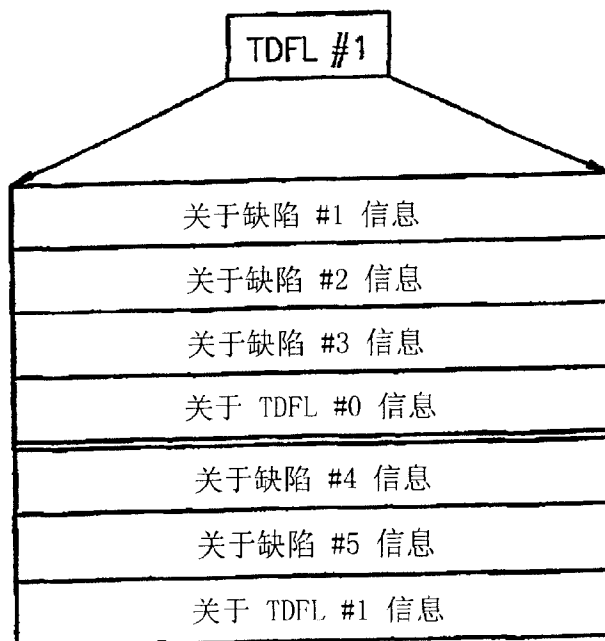 TDFL #1
关于缺陷 #1 信息
关于缺陷 #2 信息
关于缺陷 #3 信息
关于 TDFL #0 信息
关于缺陷 #4 信息
关于缺陷 #5 信息
关于 TDFL #1 信息